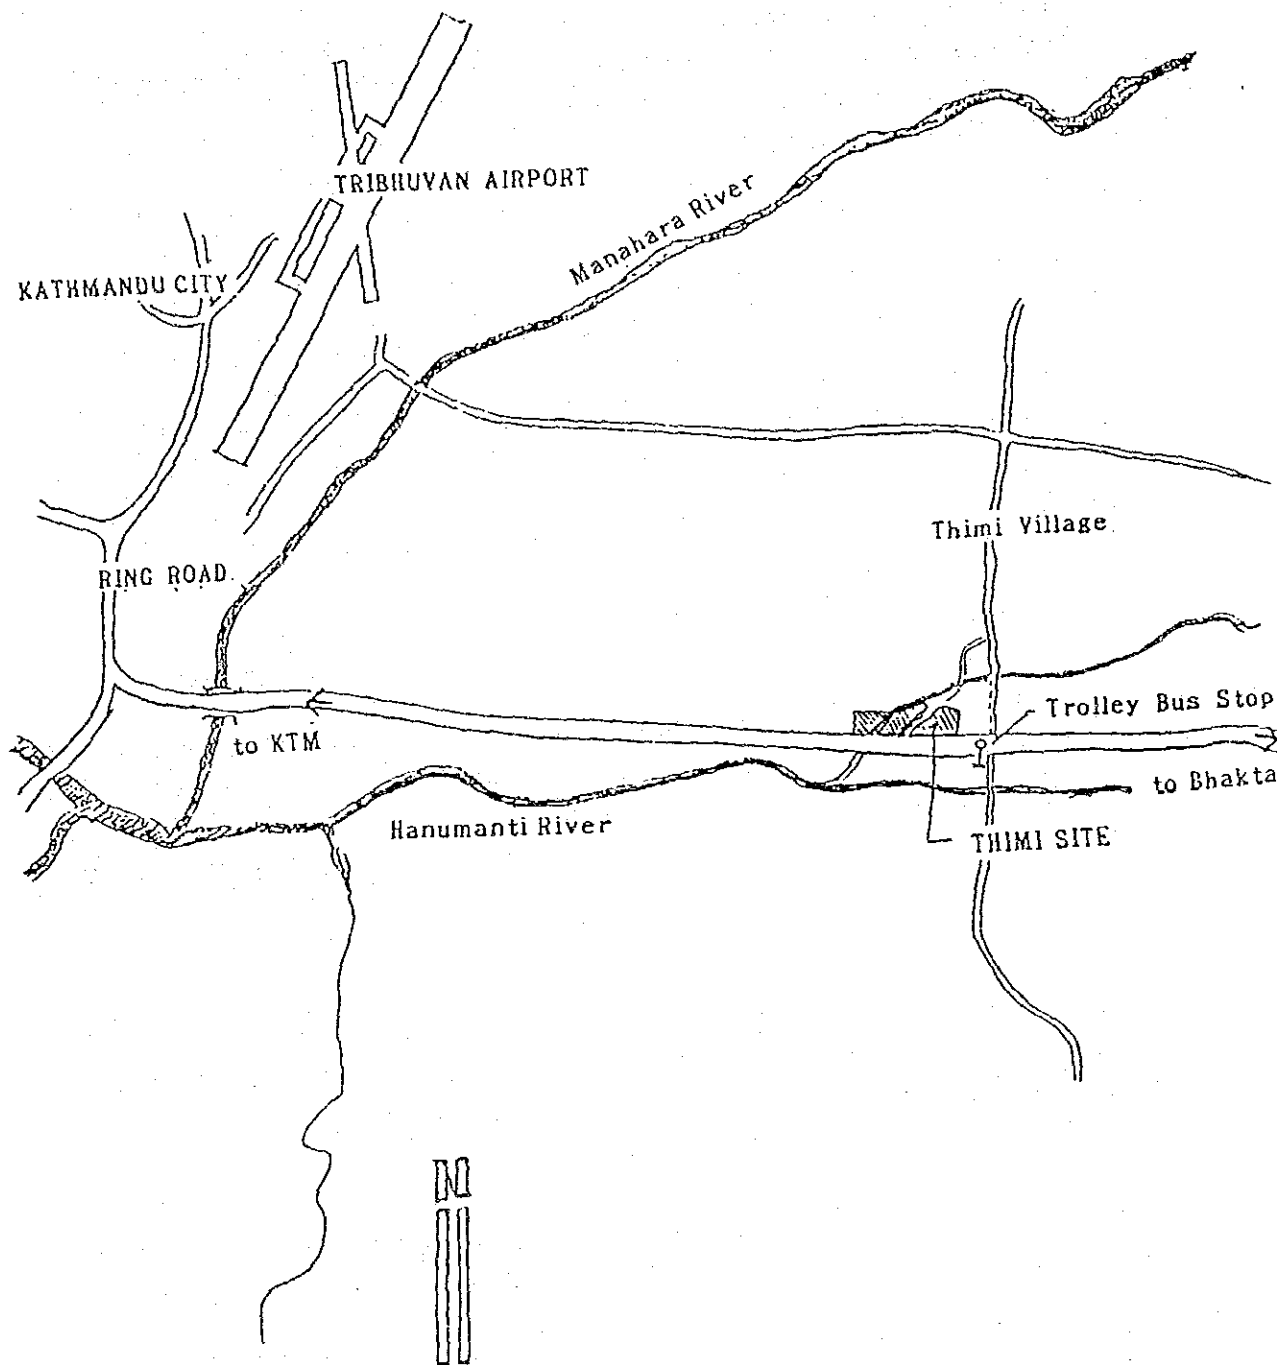 TRIBHUVAN AIRPORT
Manahara River
KATHMANDU CITY
Thimi Village
RING ROAD
Trolley Bus Stop
to KTM
to Bhakta
Hanumanti River
THIMI SITE
N